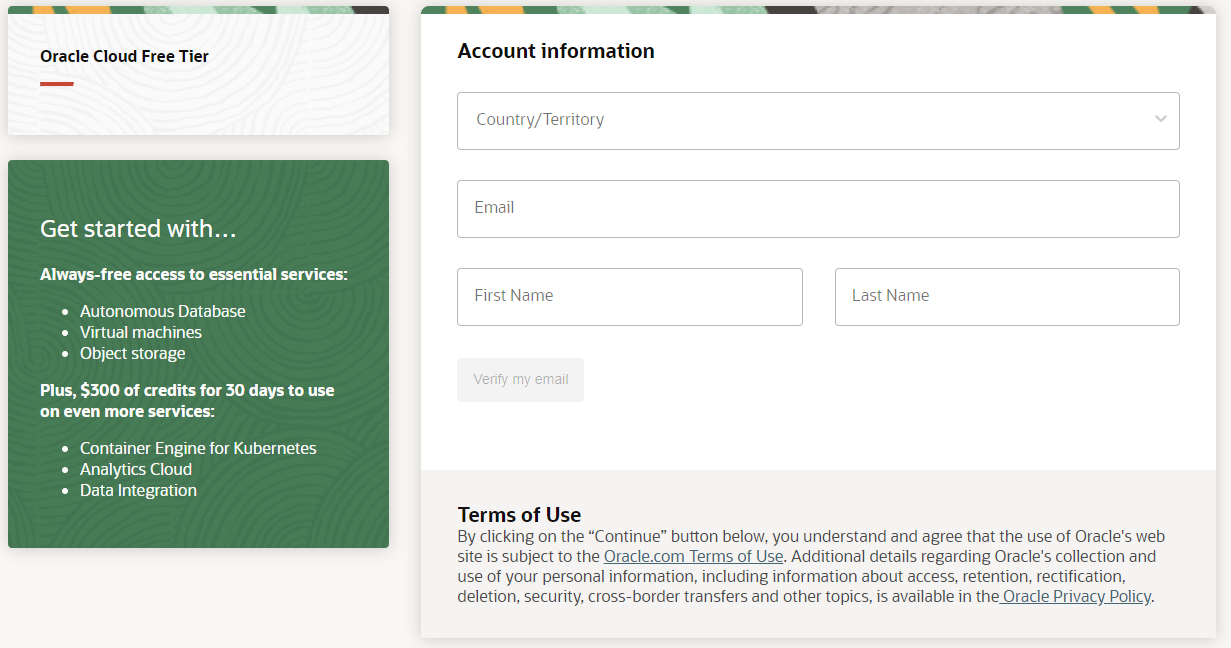 Oracle Cloud Free Tier
Get started with...
Always-free access to essential services:
• Autonomous Database
• Virtual machines
• Object storage
Plus, $300 of credits for 30 days to use
on even more services:
• Container Engine for Kubernetes
• Analytics Cloud
• Data Integration
Account information
Country/Territory
Email
First Name
Last Name
Verify my email
Terms of Use
By clicking on the “Continue” button below, you understand and agree that the use of Oracle's web
site is subject to the Oracle.com Terms of Use. Additional details regarding Oracle's collection and
use of your personal information, including information about access, retention, rectification,
deletion, security, cross-border transfers and other topics, is available in the Oracle Privacy Policy.